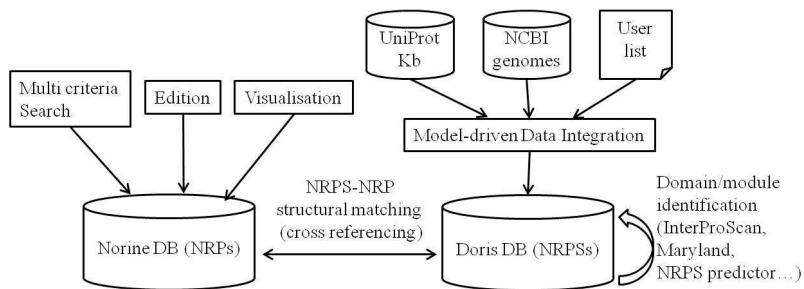 UniProt
Kb
NCBI
genomes
User
list
Multi criteria
Search
Edition
Visualisation
Model-driven Data Integration
NRPS-NRP
structural matching
(cross referencing)
Domain/module
identification
(InterProScan,
Maryland,
NRPS predictor…)
Norine DB (NRPs)
Doris DB (NRPSs)